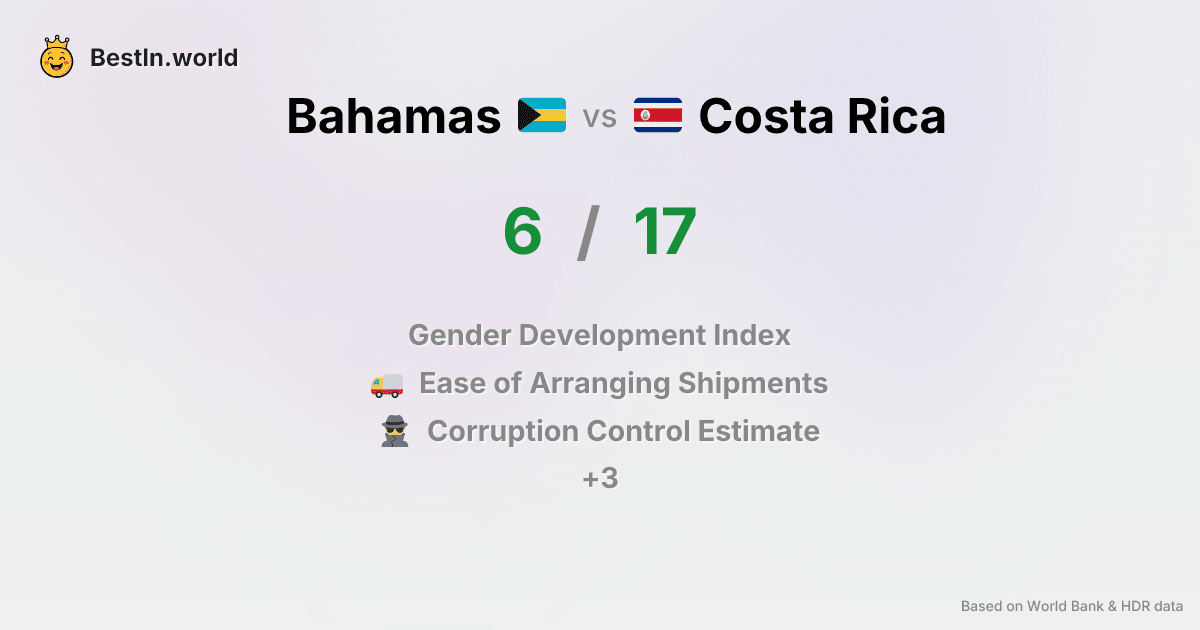 BestIn.world
Bahamas vs Costa Rica
6 / 17
Gender Development Index
Ease of Arranging Shipments
Corruption Control Estimate
+3
Based on World Bank & HDR data